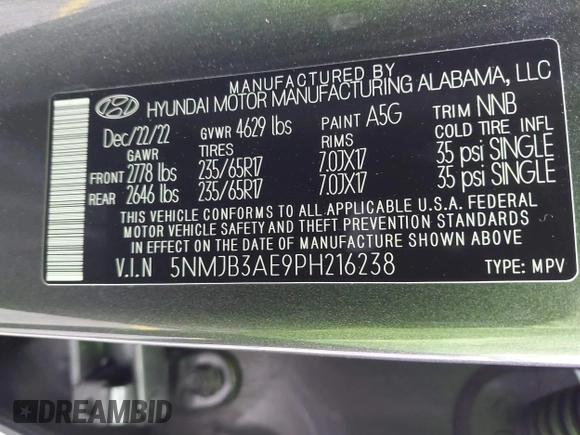 MANUFACTURED BY
HYUNDAI MOTOR MANUFACTURING ALABAMA, LLC
Dec/22/22 GVWR 4629 lbs PAINT A5G TRIM NNB
GAWR TIRES RIMS COLD TIRE INFL
FRONT 2778 lbs 235/65R17 7.0JX17 35 psi SINGLE
REAR 2646 lbs 235/65R17 7.0JX17 35 psi SINGLE
THIS VEHICLE CONFORMS TO ALL APPLICABLE U.S.A. FEDERAL
MOTOR VEHICLE SAFETY AND THEFT PREVENTION STANDARDS
IN EFFECT ON THE DATE OF MANUFACTURE SHOWN ABOVE.
V.I.N 5NMJB3AE9PH216238 TYPE: MPV
DREAMBID